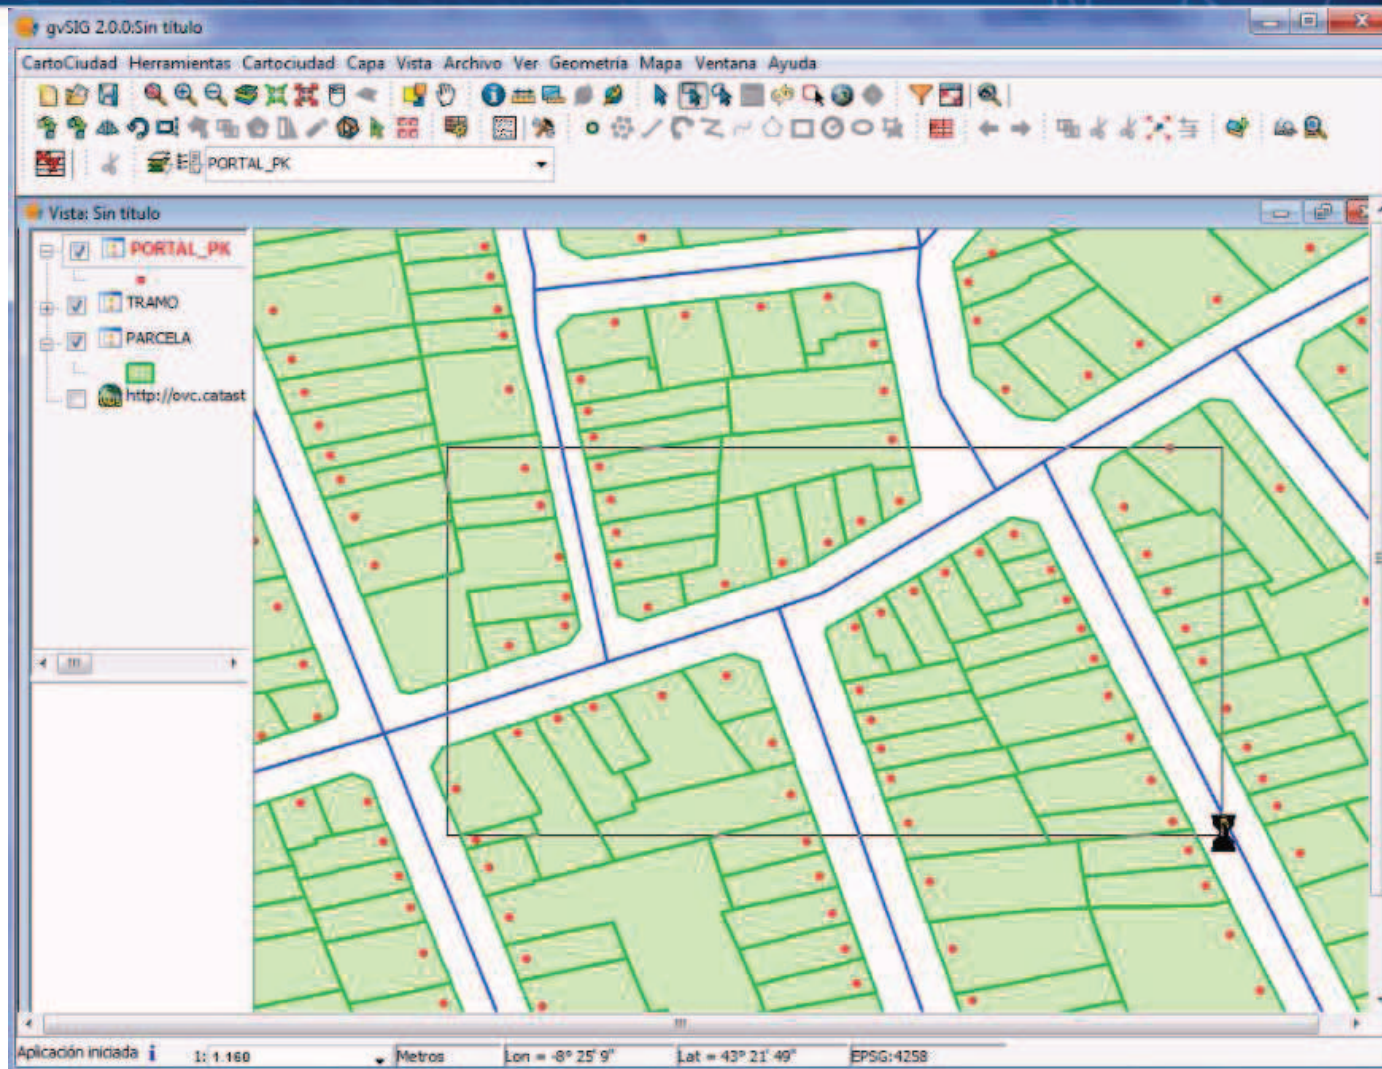 gvSIG 2.0.0:Sin título
CartoCiudad Herramientas Cartociudad Capa Vista Archivo Ver Geometría Mapa Ventana Ayuda
PORTAL_PK
Vista: Sin título
PORTAL_PK
TRAMO
PARCELA
http://ovc.catast
Aplicación iniciada 1: 1.160 Metros Lon = -8° 25' 9" Lat = 43° 21' 49" EPSG:4258